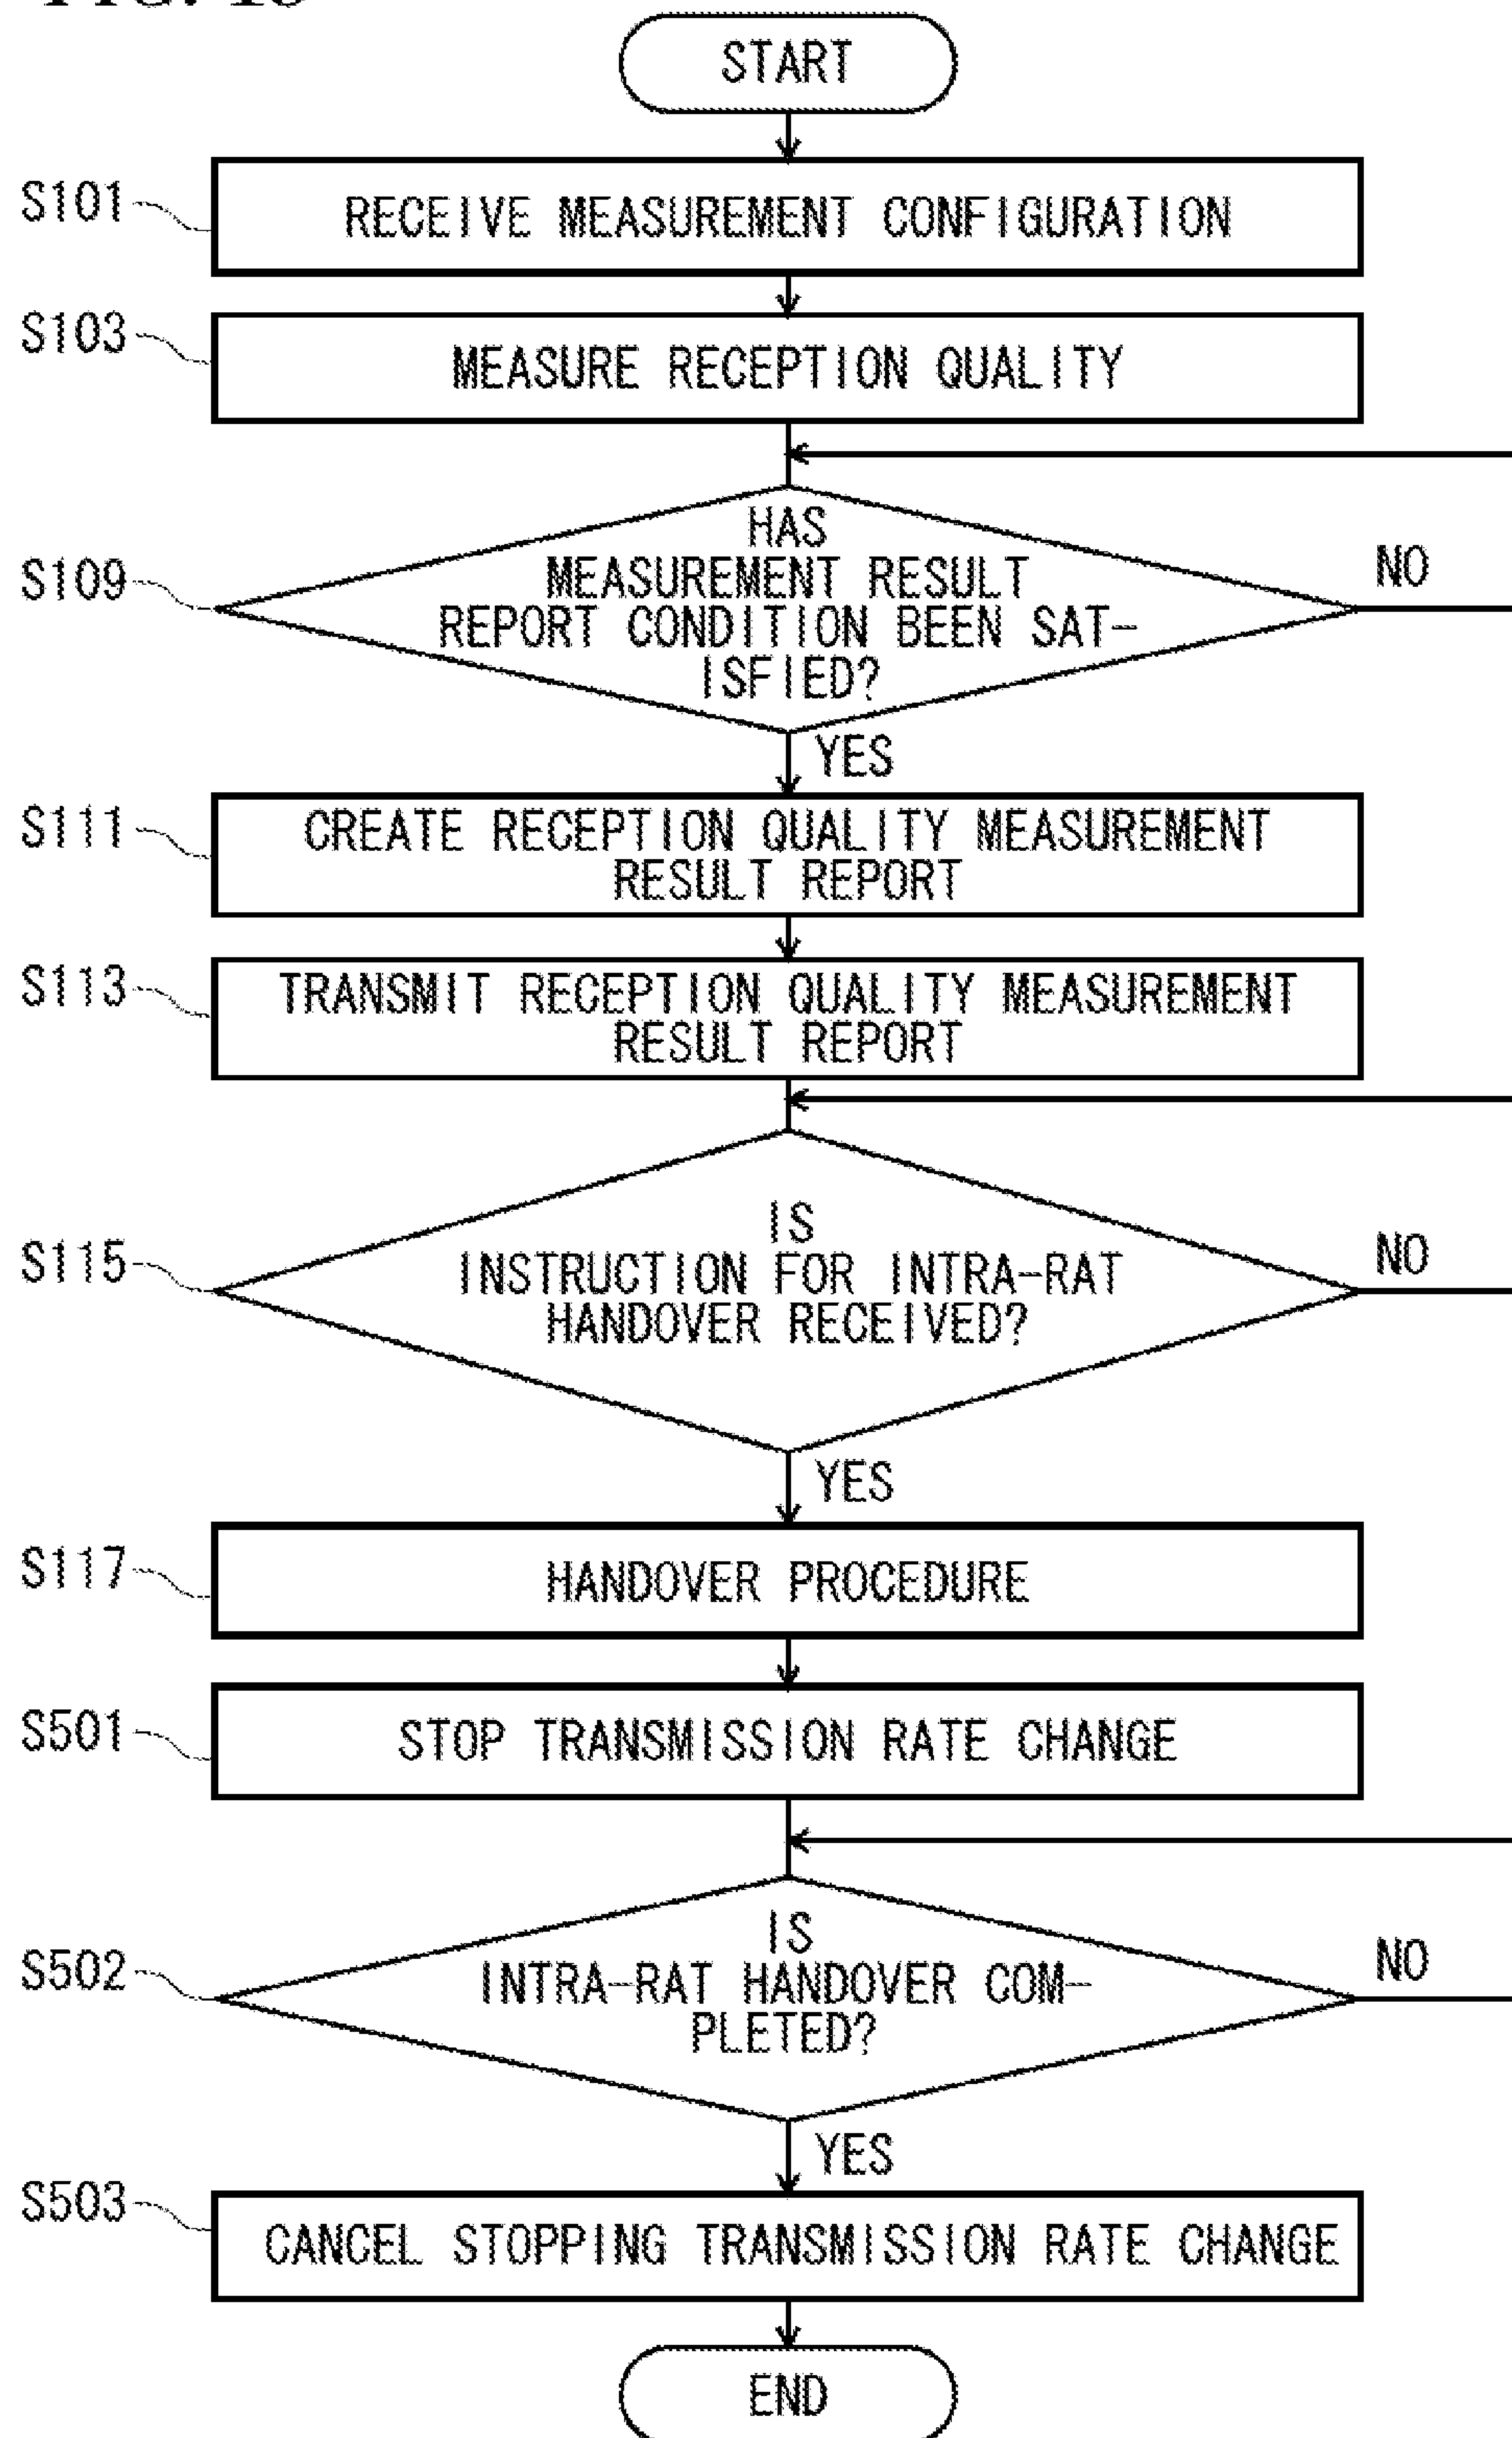 START
S101
RECEIVE MEASUREMENT CONFIGURATION
S103
MEASURE RECEPTION QUALITY
S109
HAS
MEASUREMENT RESULT
REPORT CONDITION BEEN SAT-
ISFIED?
NO
YES
S111
CREATE RECEPTION QUALITY MEASUREMENT
RESULT REPORT
S113
TRANSMIT RECEPTION QUALITY MEASUREMENT
RESULT REPORT
S115
IS
INSTRUCTION FOR INTRA-RAT
HANDOVER RECEIVED?
NO
YES
S117
HANDOVER PROCEDURE
S501
STOP TRANSMISSION RATE CHANGE
S502
IS
INTRA-RAT HANDOVER COM-
PLETED?
NO
YES
S503
CANCEL STOPPING TRANSMISSION RATE CHANGE
END